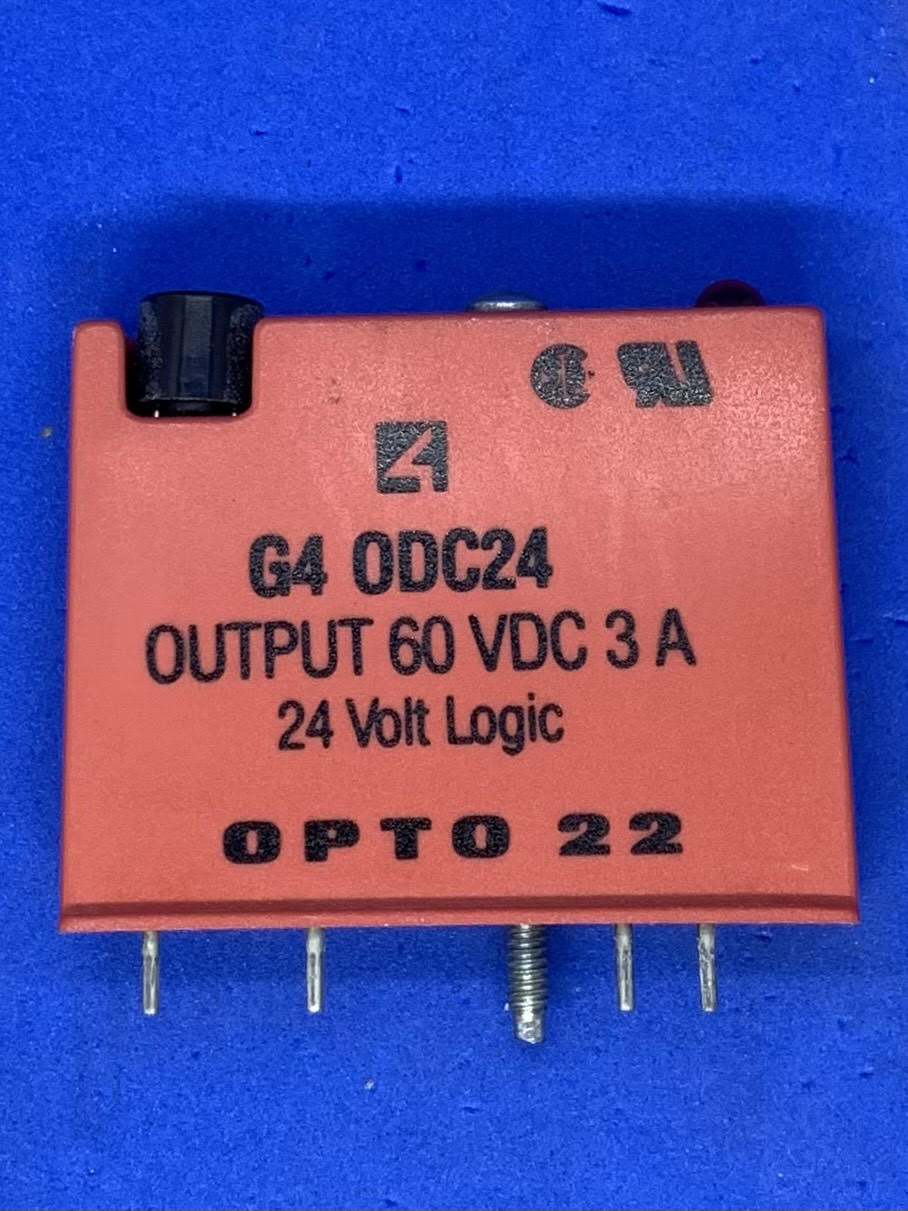 G4 ODC24
OUTPUT 60 VDC 3 A
24 Volt Logic
OPTO 22